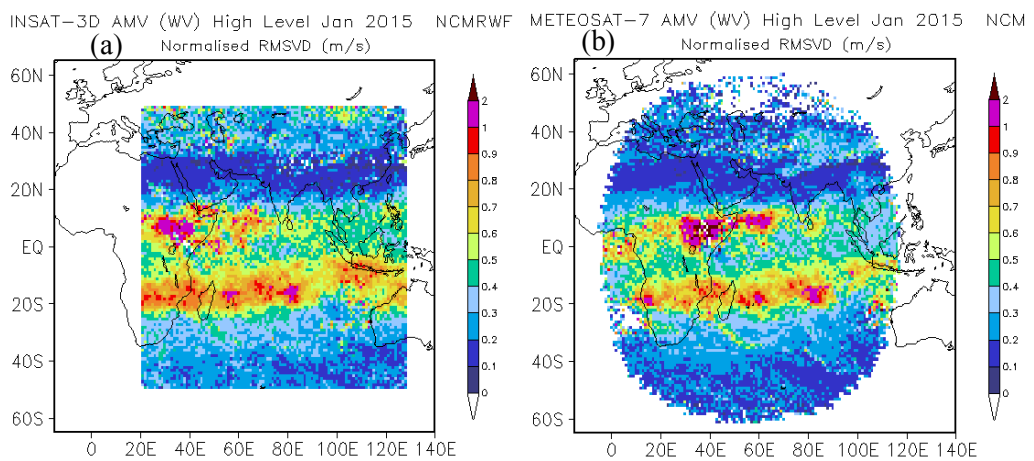 INSAT-3D AMV (WV) High Level Jan 2015 NCMRWF
(a)
Normalised RMSVD (m/s)
60N
40N
20N
EQ
20S
40S
60S
0 20E 40E 60E 80E 100E 120E 140E
2
1
0.9
0.8
0.7
0.6
0.5
0.4
0.3
0.2
0.1
0
METEOSAT-7 AMV (WV) High Level Jan 2015 NCM
(b)
Normalised RMSVD (m/s)
60N
40N
20N
EQ
20S
40S
60S
0 20E 40E 60E 80E 100E 120E 140E
2
1
0.9
0.8
0.7
0.6
0.5
0.4
0.3
0.2
0.1
0